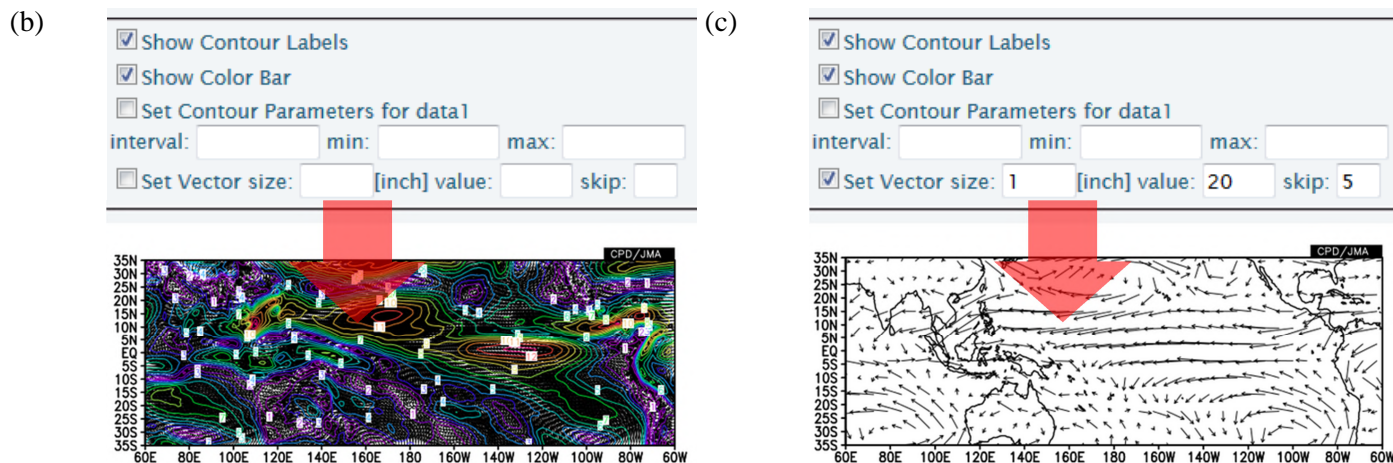 (b)
Show Contour Labels
Show Color Bar
Set Contour Parameters for data1
interval: min: max:
Set Vector size: [inch] value: skip:
CPD/JMA
35N
30N
25N
20N
15N
10N
5N
EQ
5S
10S
15S
20S
25S
30S
35S
60E 80E 100E 120E 140E 160E 180 160W 140W 120W 100W 80W 60W
(c)
Show Contour Labels
Show Color Bar
Set Contour Parameters for data1
interval: min: max:
Set Vector size: 1 [inch] value: 20 skip: 5
CPD/JMA
35N
30N
25N
20N
15N
10N
5N
EQ
5S
10S
15S
20S
25S
30S
35S
60E 80E 100E 120E 140E 160E 180 160W 140W 120W 100W 80W 60W